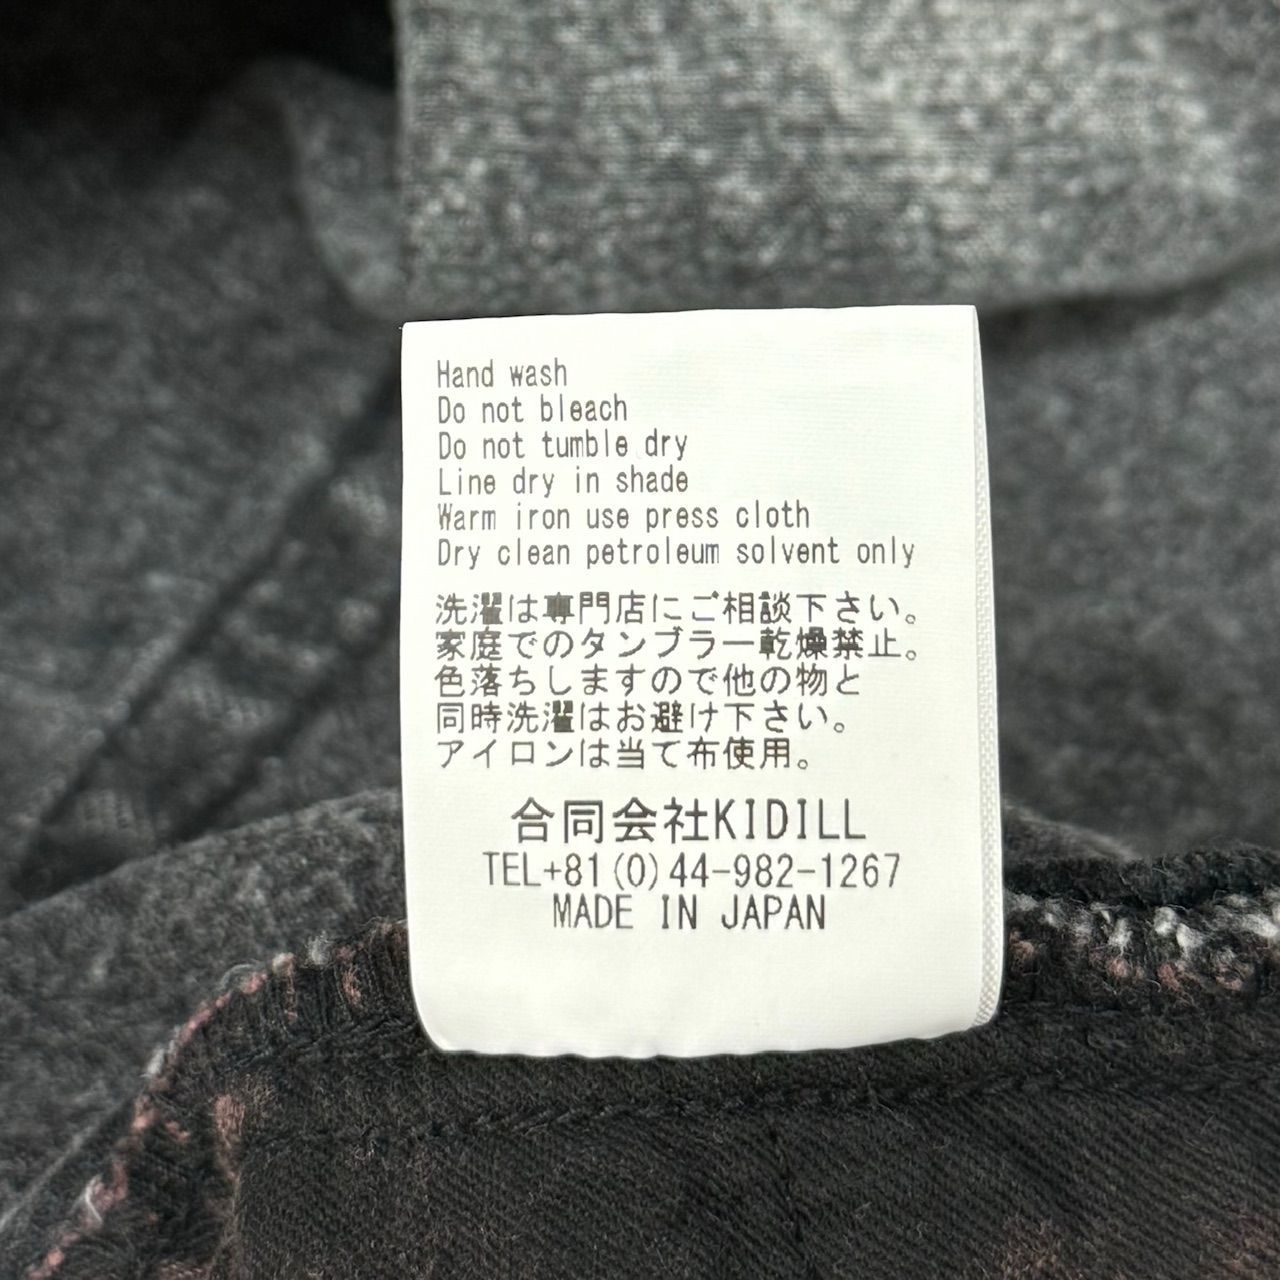 Hand wash
Do not bleach
Do not tumble dry
Line dry in shade
Warm iron use press cloth
Dry clean petroleum solvent only
洗濯は専門店にご相談下さい。
家庭でのタンブラー乾燥禁止。
色落ちしますので他の物と
同時洗濯はお避け下さい。
アイロンは当て布使用。
合同会社KIDILL
TEL+81(0)44-982-1267
MADE IN JAPAN